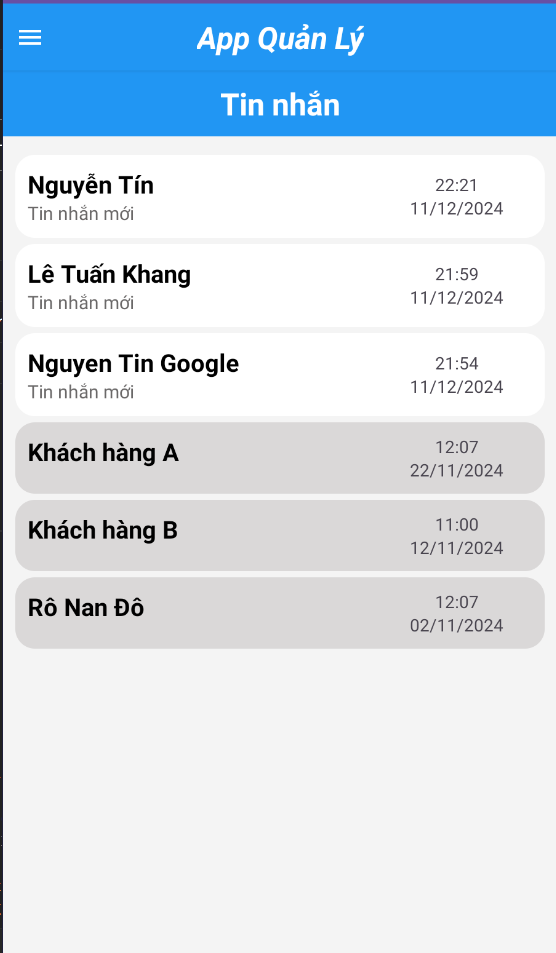 App Quản Lý
Tin nhắn
Nguyễn Tín
22:21
Tin nhắn mới
11/12/2024
Lê Tuấn Khang
21:59
Tin nhắn mới
11/12/2024
Nguyen Tin Google
21:54
Tin nhắn mới
11/12/2024
Khách hàng A
12:07
22/11/2024
Khách hàng B
11:00
12/11/2024
Rô Nan Đô
12:07
02/11/2024